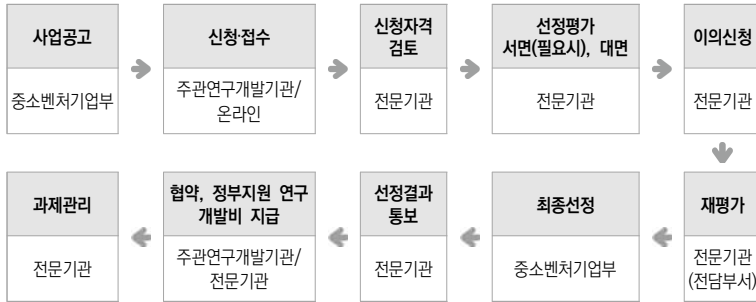 사업공고
중소벤처기업부
신청·접수
주관연구개발기관/
온라인
신청자격
검토
전문기관
선정평가
서면(필요시), 대면
전문기관
이의신청
전문기관
재평가
전문기관
(전담부서)
최종선정
중소벤처기업부
선정결과
통보
전문기관
협약, 정부지원 연구
개발비 지급
주관연구개발기관/
전문기관
과제관리
전문기관